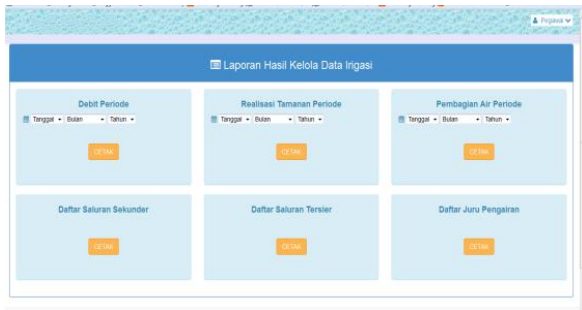 Pegawai
Laporan Hasil Kelola Data Irigasi
Debit Periode
Tanggal Bulan Tahun
CETAK
Realisasi Tamanan Periode
Tanggal Bulan Tahun
CETAK
Pembagian Air Periode
Tanggal Bulan Tahun
CETAK
Daftar Saluran Sekunder
CETAK
Daftar Saluran Tersier
CETAK
Daftar Juru Pengairan
CETAK